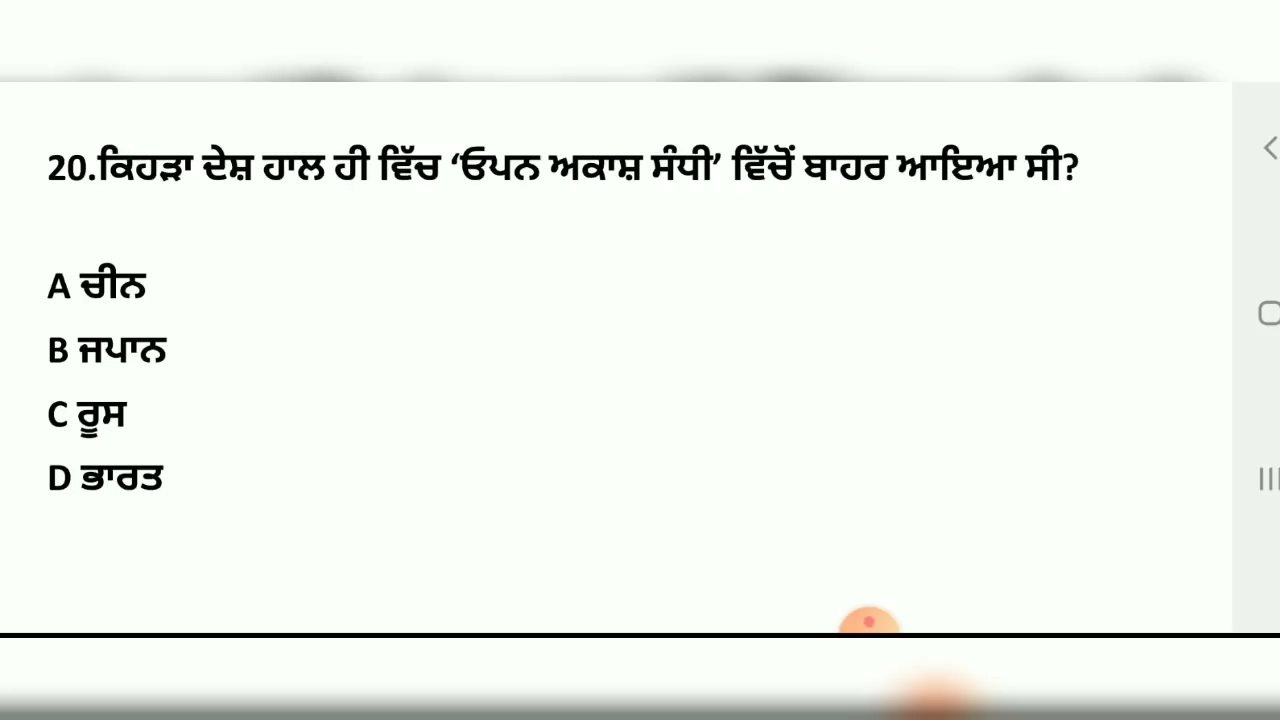 20.ਕਿਹੜਾ ਦੇਸ਼ ਹਾਲ ਹੀ ਵਿੱਚ ‘ਓਪਨ ਅਕਾਸ਼ ਸੰਧੀ’ ਵਿੱਚੋਂ ਬਾਹਰ ਆਇਆ ਸੀ?
A ਚੀਨ
B ਜਪਾਨ
C ਰੂਸ
D ਭਾਰਤ